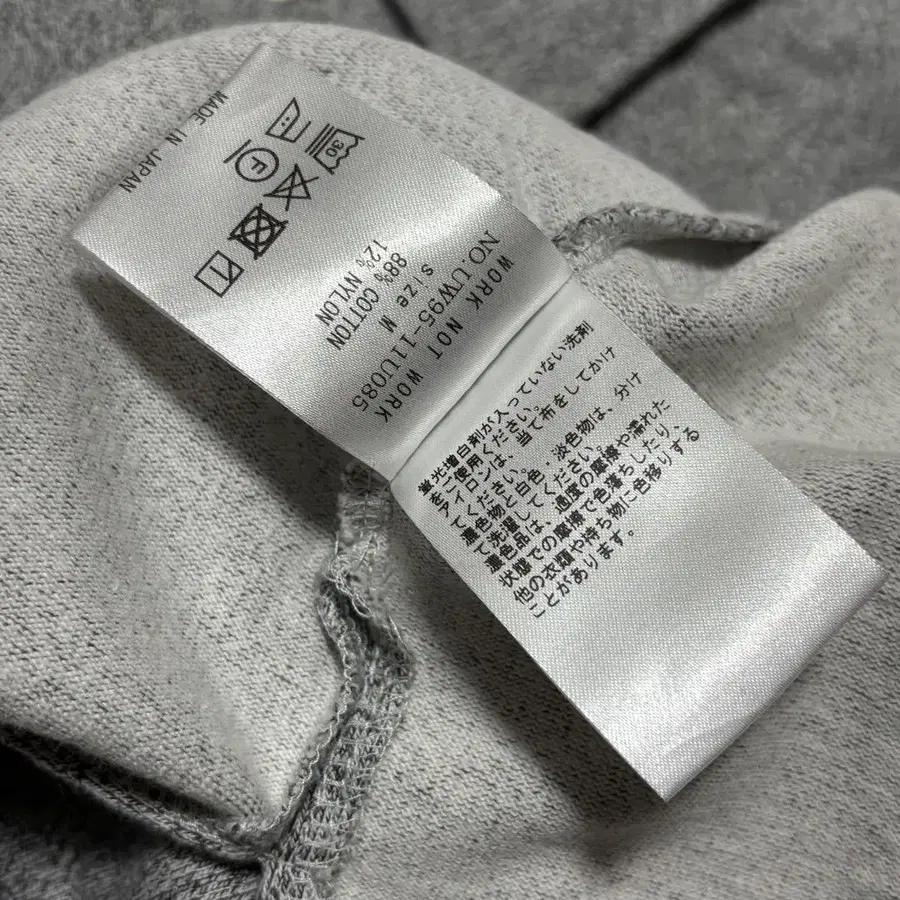 WORK NOT WORK
NO.UW95-11U085
Size M
88% COTTON
12% NYLON
30
F
MADE IN JAPAN
蛍光増白剤が入っていない洗剤
をご使用ください。
アイロンは、当て布をしてかけ
てください。
濃色物と白色・淡色物は、分け
て洗濯してください。
濃色品は、過度の摩擦や濡れた
状態での摩擦で色落ちしたり、
他の衣類や持ち物に色移りする
ことがあります。